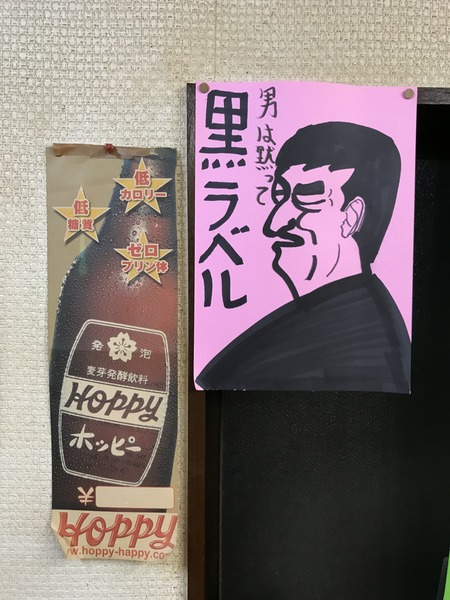 低
カロリー
低
糖質
ゼロ
プリン体
発 泡
麦芽発酵飲料
HOPPY
ホッピー
¥
HOPPY
w.hoppy-happy.co
男は黙って
黒ラベル